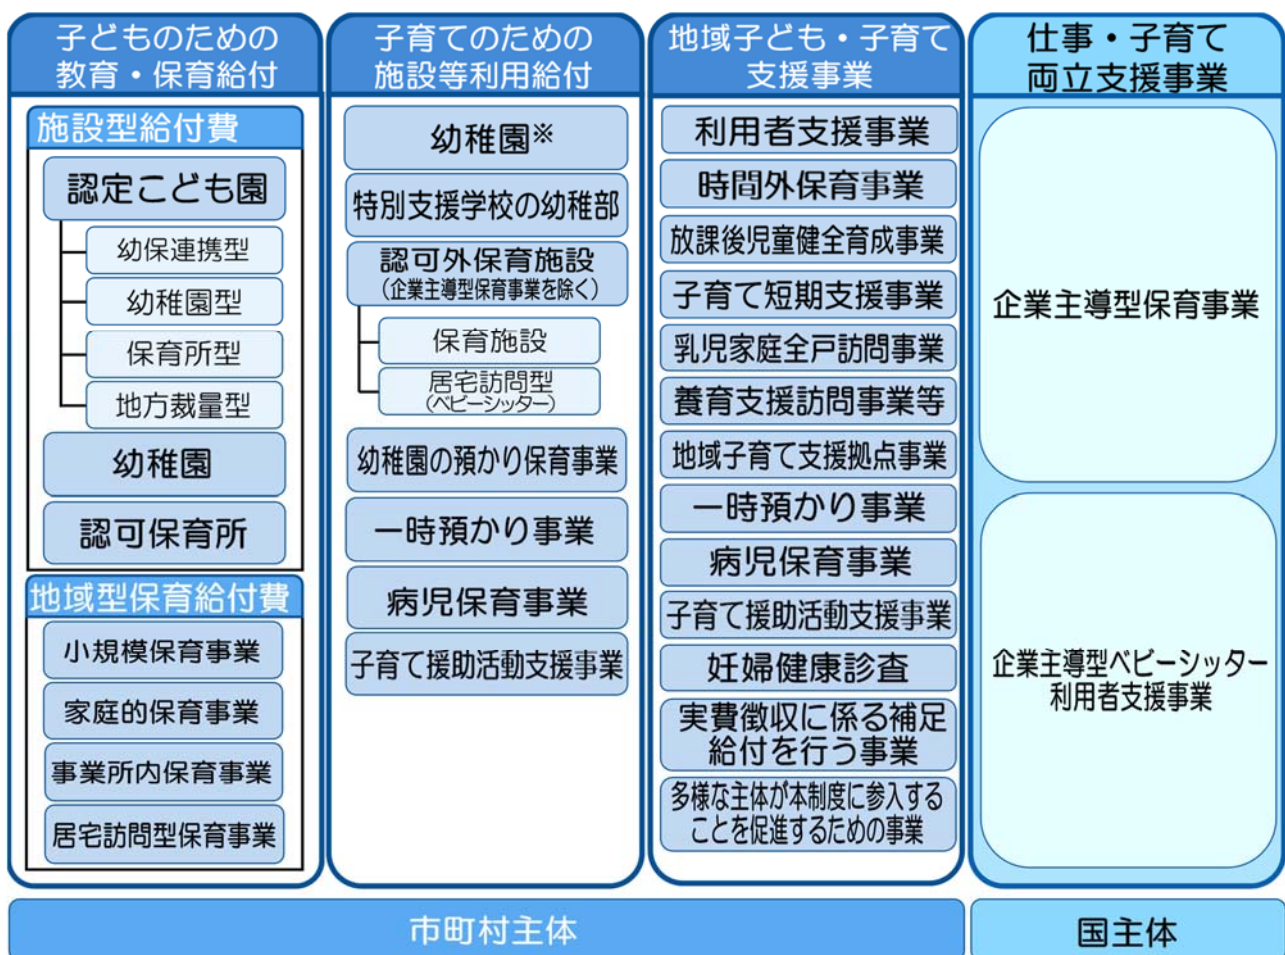 子どものための
教育・保育給付
施設型給付費
認定こども園
幼保連携型
幼稚園型
保育所型
地方裁量型
幼稚園
認可保育所
地域型保育給付費
小規模保育事業
家庭的保育事業
事業所内保育事業
居宅訪問型保育事業
子育てのための
施設等利用給付
幼稚園※
特別支援学校の幼稚部
認可外保育施設
(企業主導型保育事業を除く)
保育施設
居宅訪問型
(ベビーシッター)
幼稚園の預かり保育事業
一時預かり事業
病児保育事業
子育て援助活動支援事業
地域子ども・子育て
支援事業
利用者支援事業
時間外保育事業
放課後児童健全育成事業
子育て短期支援事業
乳児家庭全戸訪問事業
養育支援訪問事業等
地域子育て支援拠点事業
一時預かり事業
病児保育事業
子育て援助活動支援事業
妊婦健康診査
実費徴収に係る補足
給付を行う事業
多様な主体が本制度に参入する
ことを促進するための事業
仕事・子育て
両立支援事業
企業主導型保育事業
企業主導型ベビーシッター
利用者支援事業
市町村主体
国主体